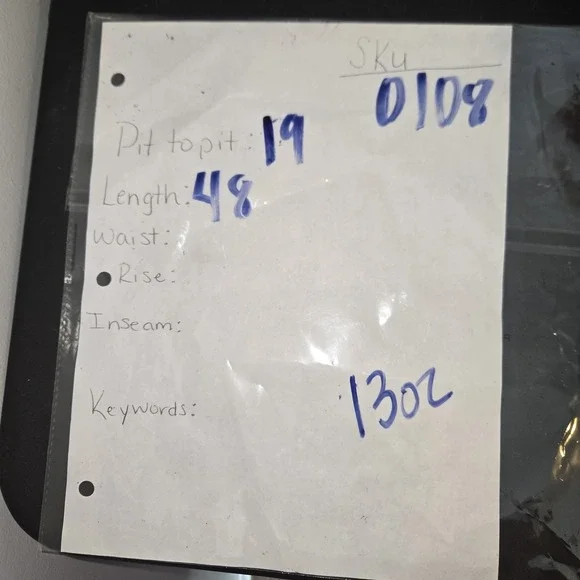 SKU
0108
Pit to pit: 19
Length: 48
Waist:
Rise:
Inseam:
Keywords:
13oz